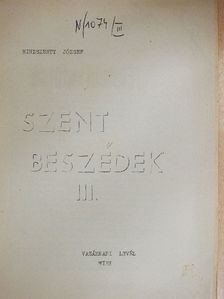 N/1074/III
MINDSZENTY JÓZSEF
SZENT
BESZÉDEK
III.
VASÁRNAPI LEVÉL
WIEN